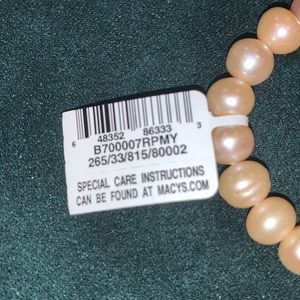 6 48352 86333 3
B700007RPMY
265/33/815/80002
SPECIAL CARE INSTRUCTIONS
CAN BE FOUND AT MACYS.COM